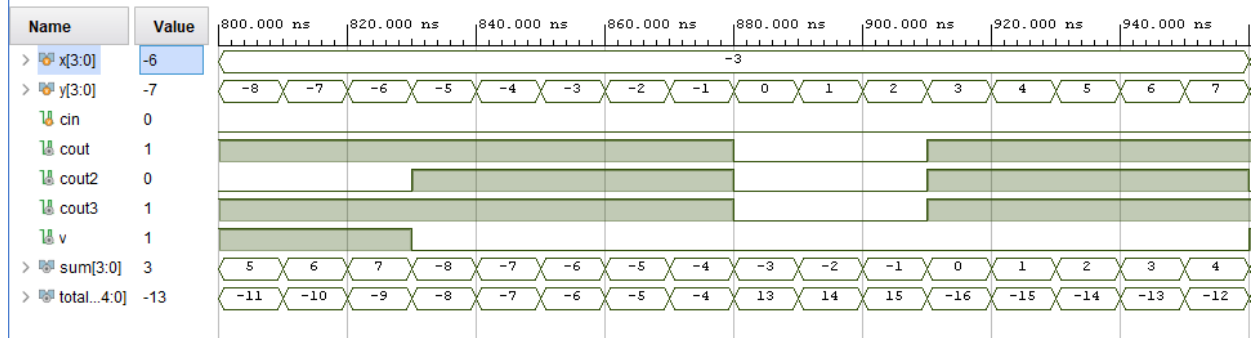 Name Value 800.000 ns 820.000 ns 840.000 ns 860.000 ns 880.000 ns 900.000 ns 920.000 ns 940.000 ns
x[3:0] -6 -3
y[3:0] -7 -8 -7 -6 -5 -4 -3 -2 -1 0 1 2 3 4 5 6 7
cin 0
cout 1
cout2 0
cout3 1
v 1
sum[3:0] 3 5 6 7 -8 -7 -6 -5 -4 -3 -2 -1 0 1 2 3 4
total...4:0] -13 -11 -10 -9 -8 -7 -6 -5 -4 13 14 15 -16 -15 -14 -13 -12